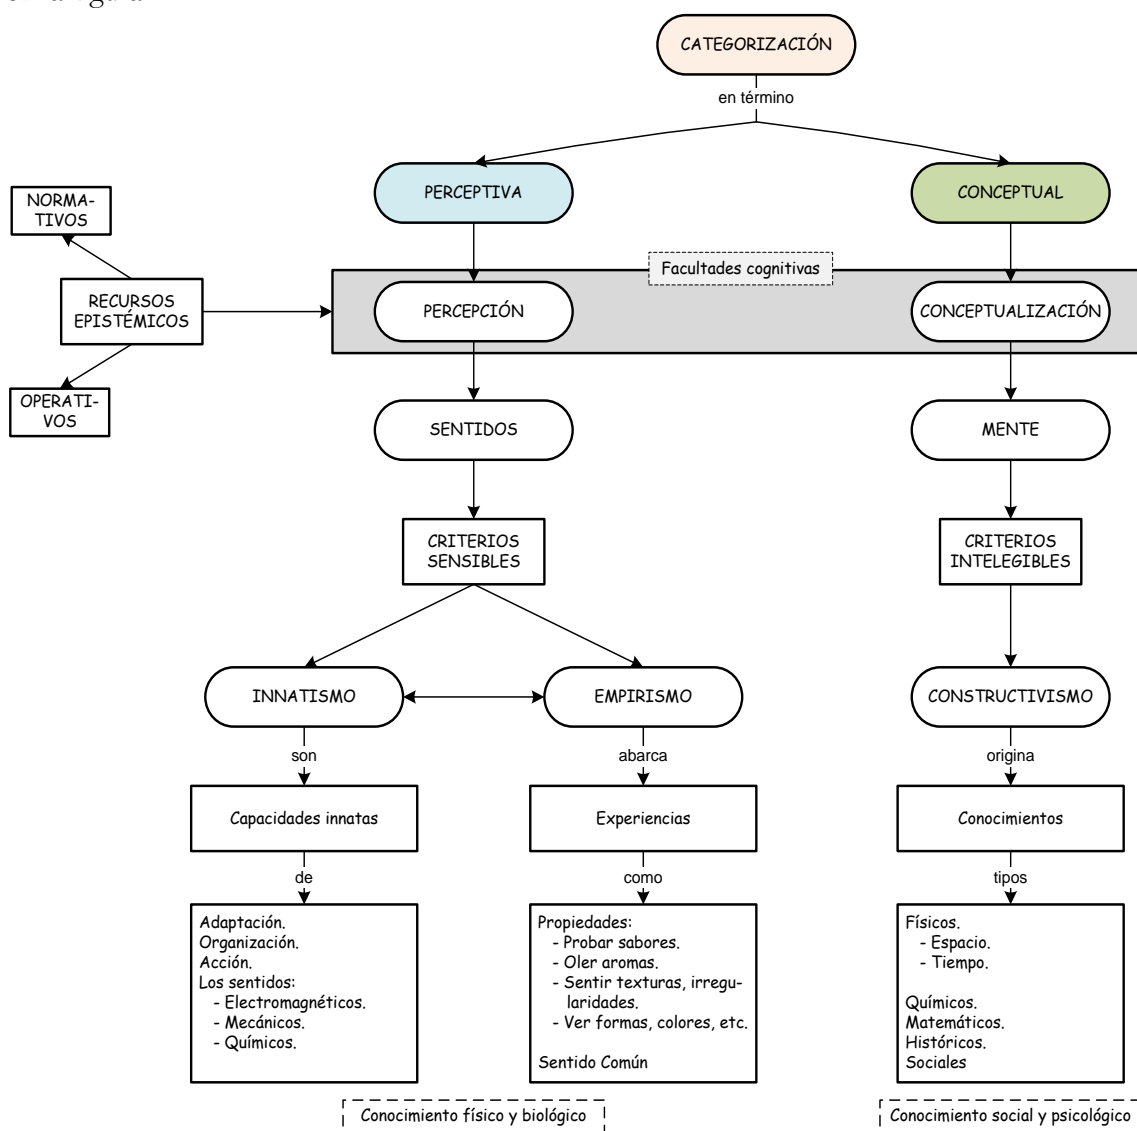 CATEGORIZACIÓN
en término
PERCEPTIVA
CONCEPTUAL
NORMA-
TIVOS
Facultades cognitivas
RECURSOS
EPISTÉMICOS
PERCEPCIÓN
CONCEPTUALIZACIÓN
OPERATI-
VOS
SENTIDOS
MENTE
CRITERIOS
SENSIBLES
CRITERIOS
INTELEGIBLES
INNATISMO
EMPIRISMO
CONSTRUCTIVISMO
son
abarca
origina
Capacidades innatas
Experiencias
Conocimientos
de
como
tipos
Adaptación.
Organización.
Acción.
Los sentidos:
- Electromagnéticos.
- Mecánicos.
- Químicos.
Propiedades:
- Probar sabores.
- Oler aromas.
- Sentir texturas, irregu-
laridades.
- Ver formas, colores, etc.
Sentido Común
Físicos.
- Espacio.
- Tiempo.
Químicos.
Matemáticos.
Históricos.
Sociales
Conocimiento físico y biológico
Conocimiento social y psicológico